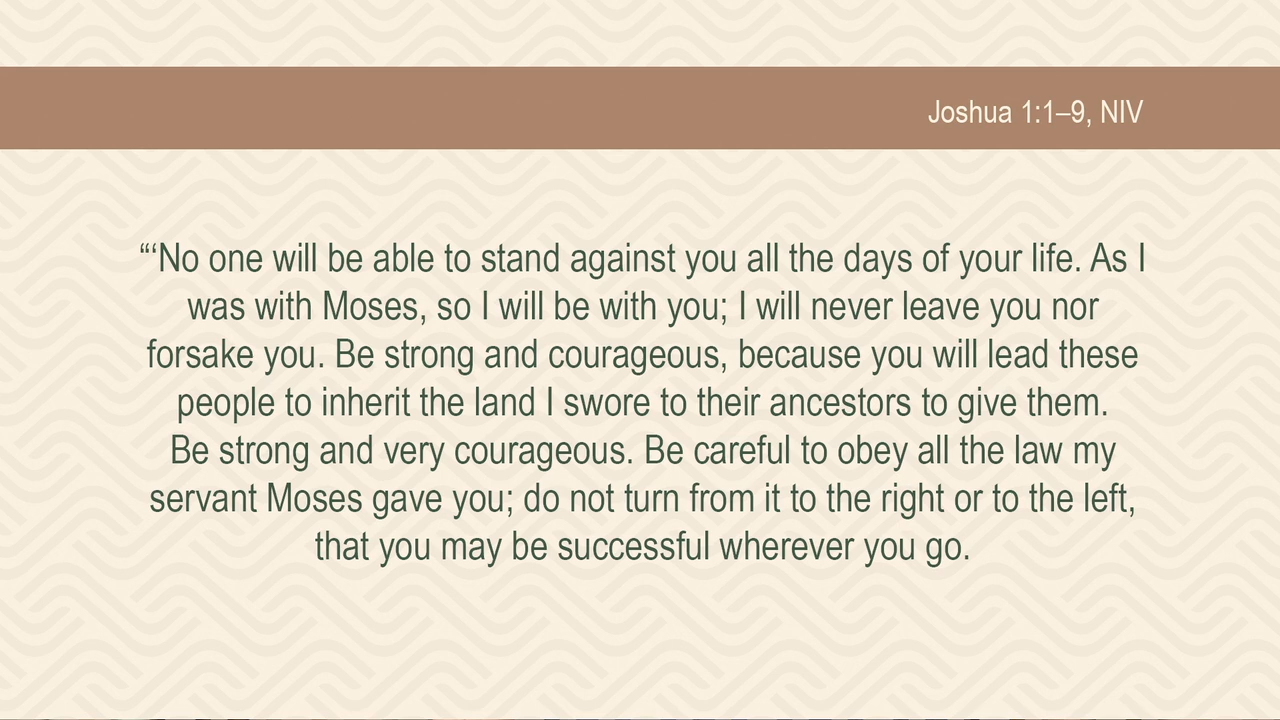 Joshua 1:1–9, NIV
“‘No one will be able to stand against you all the days of your life. As I
was with Moses, so I will be with you; I will never leave you nor
forsake you. Be strong and courageous, because you will lead these
people to inherit the land I swore to their ancestors to give them.
Be strong and very courageous. Be careful to obey all the law my
servant Moses gave you; do not turn from it to the right or to the left,
that you may be successful wherever you go.